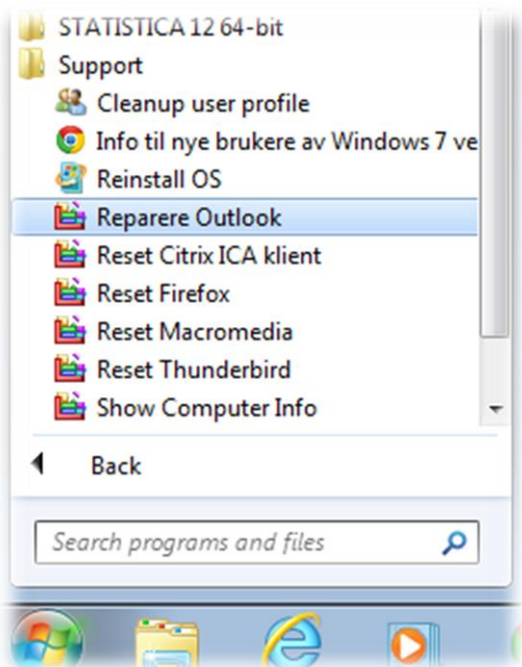 STATISTICA 12 64-bit
Support
Cleanup user profile
Info til nye brukere av Windows 7 ve
Reinstall OS
Reparere Outlook
Reset Citrix ICA klient
Reset Firefox
Reset Macromedia
Reset Thunderbird
Show Computer Info
Back
Search programs and files